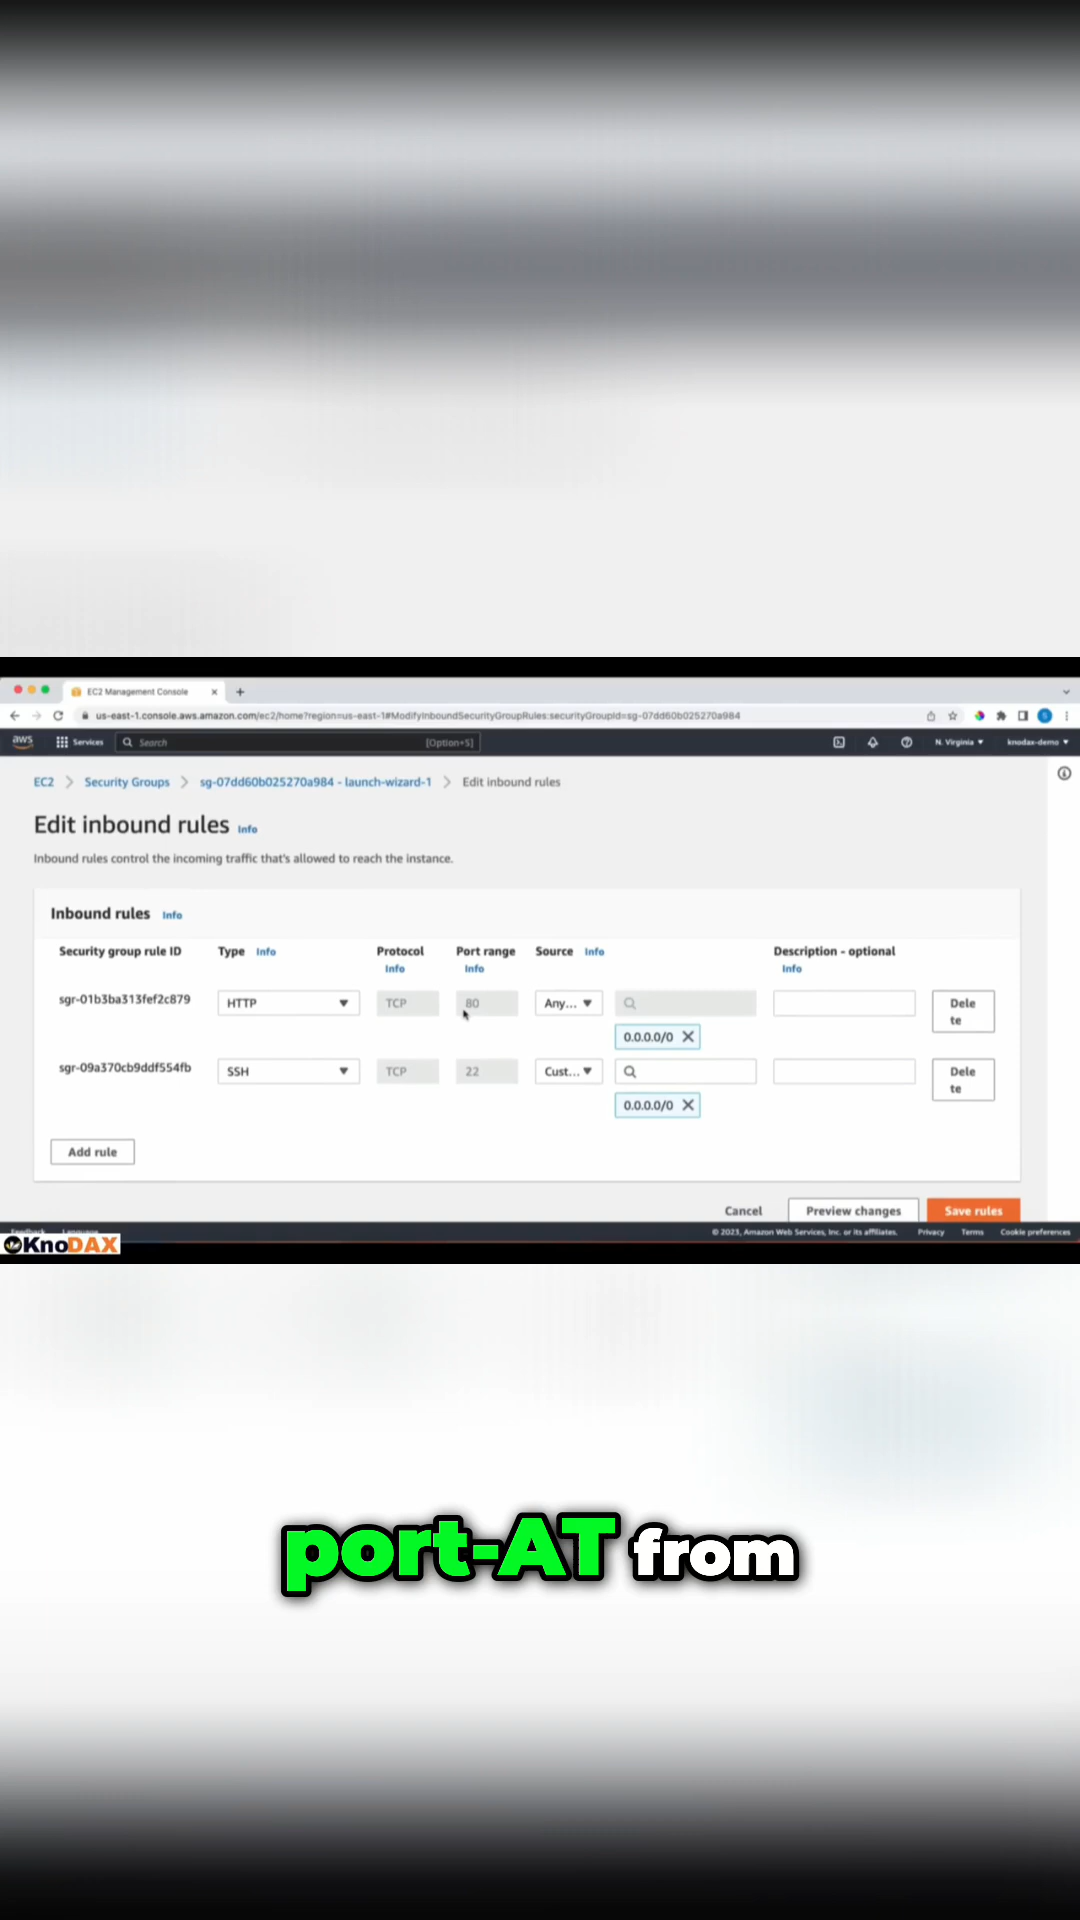 EC2 Management Console
us-east-1.console.aws.amazon.com/ec2/home?region=us-east-1#ModifyInboundSecurityGroupRules:securityGroupId=sg-07dd60b025270a984
aws Services Search [Option+S] N. Virginia knodax-demo
EC2 Security Groups sg-07dd60b025270a984 - launch-wizard-1 Edit inbound rules
Edit inbound rules Info
Inbound rules control the incoming traffic that's allowed to reach the instance.
Inbound rules Info
Security group rule ID Type Info Protocol Info Port range Info Source Info Description - optional Info
sgr-01b3ba313fef2c879 HTTP TCP 80 Any... Dele
te
0.0.0.0/0
sgr-09a370cb9ddf554fb SSH TCP 22 Cust... Dele
te
0.0.0.0/0
Add rule
Cancel Preview changes Save rules
Feedback Language
© 2023, Amazon Web Services, Inc. or its affiliates. Privacy Terms Cookie preferences
KnoDAX
port-AT from